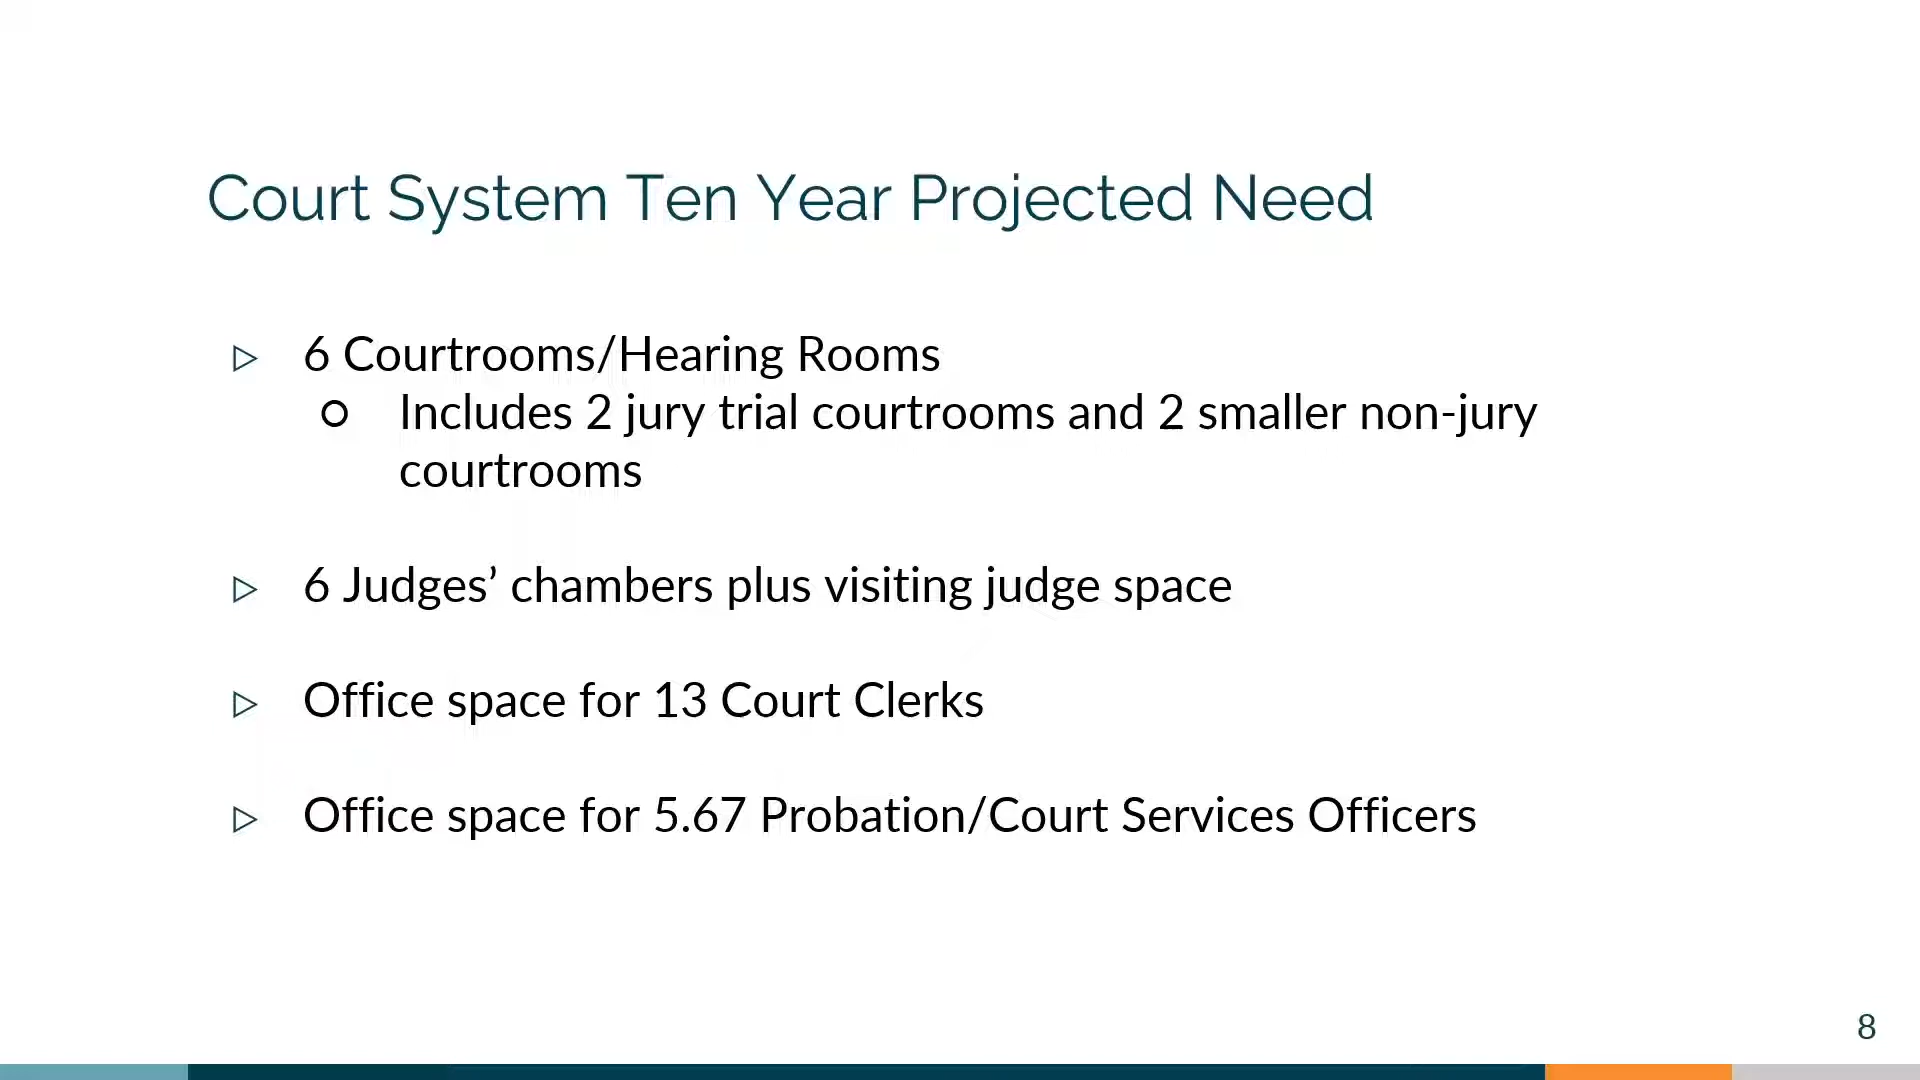 Court System Ten Year Projected Need
▷ 6 Courtrooms/Hearing Rooms
○ Includes 2 jury trial courtrooms and 2 smaller non-jury
courtrooms
▷ 6 Judges’ chambers plus visiting judge space
▷ Office space for 13 Court Clerks
▷ Office space for 5.67 Probation/Court Services Officers
8